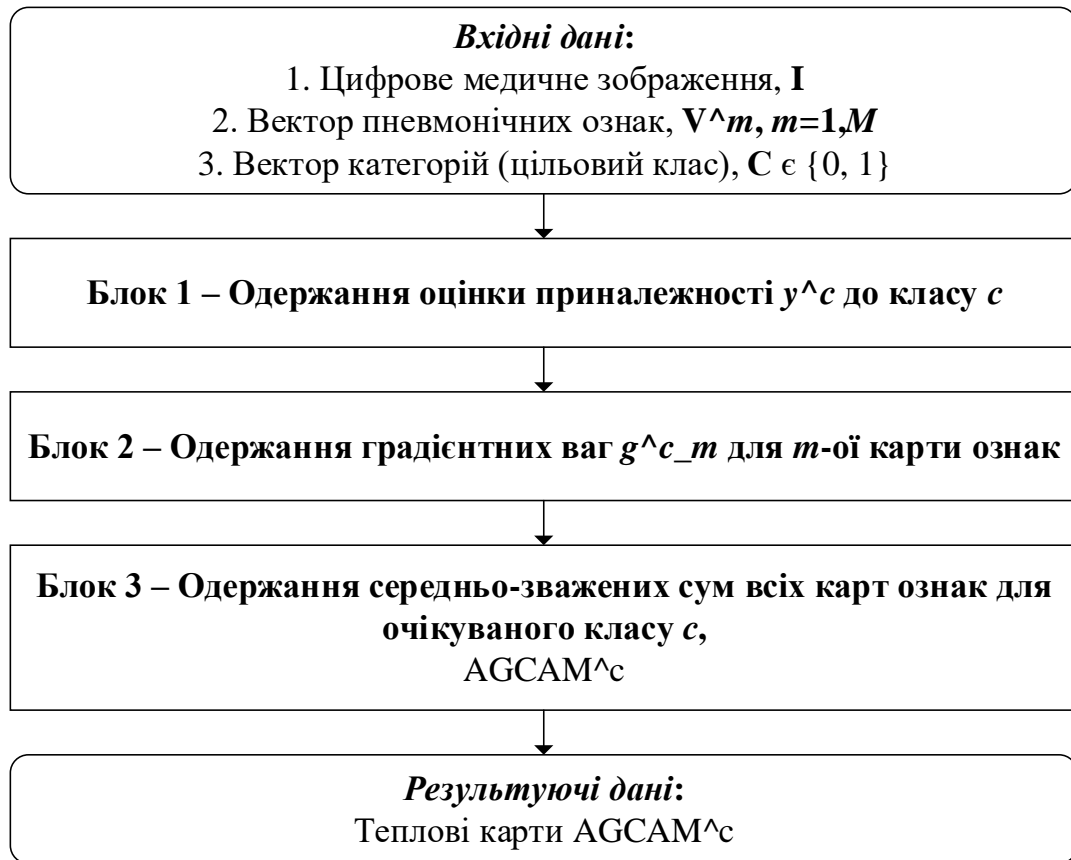 Вхідні дані:
1. Цифрове медичне зображення, I
2. Вектор пневмонічних ознак, V^m, m=1,M
3. Вектор категорій (цільовий клас), C є {0, 1}
Блок 1 – Одержання оцінки приналежності y^c до класу c
Блок 2 – Одержання градієнтних ваг g^c_m для m-ої карти ознак
Блок 3 – Одержання середньо-зважених сум всіх карт ознак для
очікуваного класу c,
AGCAM^c
Результуючі дані:
Теплові карти AGCAM^c